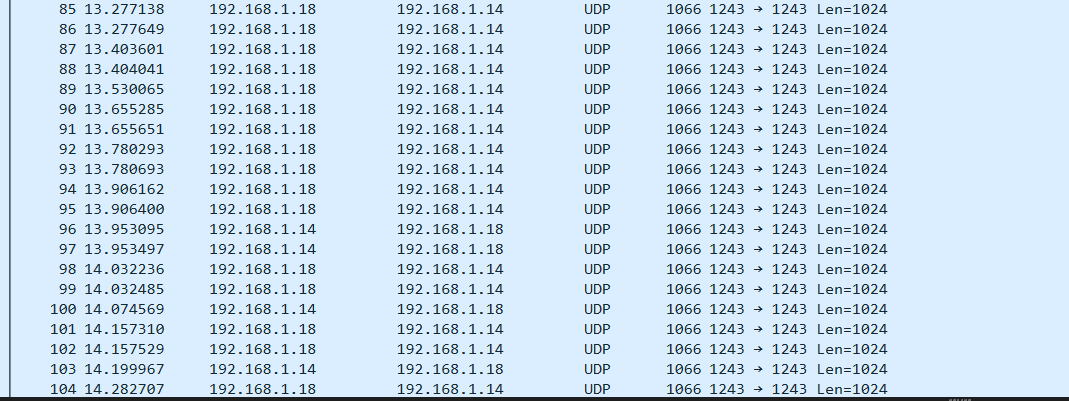 85 13.277138 192.168.1.18 192.168.1.14 UDP 1066 1243 → 1243 Len=1024
86 13.277649 192.168.1.18 192.168.1.14 UDP 1066 1243 → 1243 Len=1024
87 13.403601 192.168.1.18 192.168.1.14 UDP 1066 1243 → 1243 Len=1024
88 13.404041 192.168.1.18 192.168.1.14 UDP 1066 1243 → 1243 Len=1024
89 13.530065 192.168.1.18 192.168.1.14 UDP 1066 1243 → 1243 Len=1024
90 13.655285 192.168.1.18 192.168.1.14 UDP 1066 1243 → 1243 Len=1024
91 13.655651 192.168.1.18 192.168.1.14 UDP 1066 1243 → 1243 Len=1024
92 13.780293 192.168.1.18 192.168.1.14 UDP 1066 1243 → 1243 Len=1024
93 13.780693 192.168.1.18 192.168.1.14 UDP 1066 1243 → 1243 Len=1024
94 13.906162 192.168.1.18 192.168.1.14 UDP 1066 1243 → 1243 Len=1024
95 13.906400 192.168.1.18 192.168.1.14 UDP 1066 1243 → 1243 Len=1024
96 13.953095 192.168.1.14 192.168.1.18 UDP 1066 1243 → 1243 Len=1024
97 13.953497 192.168.1.14 192.168.1.18 UDP 1066 1243 → 1243 Len=1024
98 14.032236 192.168.1.18 192.168.1.14 UDP 1066 1243 → 1243 Len=1024
99 14.032485 192.168.1.18 192.168.1.14 UDP 1066 1243 → 1243 Len=1024
100 14.074569 192.168.1.14 192.168.1.18 UDP 1066 1243 → 1243 Len=1024
101 14.157310 192.168.1.18 192.168.1.14 UDP 1066 1243 → 1243 Len=1024
102 14.157529 192.168.1.18 192.168.1.14 UDP 1066 1243 → 1243 Len=1024
103 14.199967 192.168.1.14 192.168.1.18 UDP 1066 1243 → 1243 Len=1024
104 14.282707 192.168.1.18 192.168.1.14 UDP 1066 1243 → 1243 Len=1024